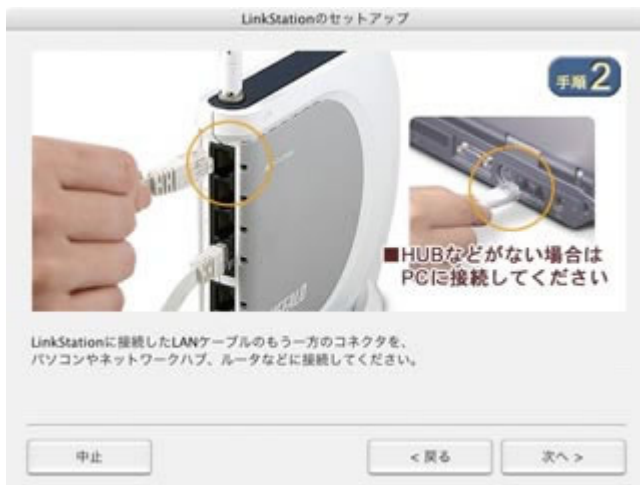 LinkStationのセットアップ
手順2
■HUBなどがない場合は
PCに接続してください
LinkStationに接続したLANケーブルのもう一方のコネクタを、
パソコンやネットワークハブ、ルータなどに接続してください。
中止
< 戻る
次へ >